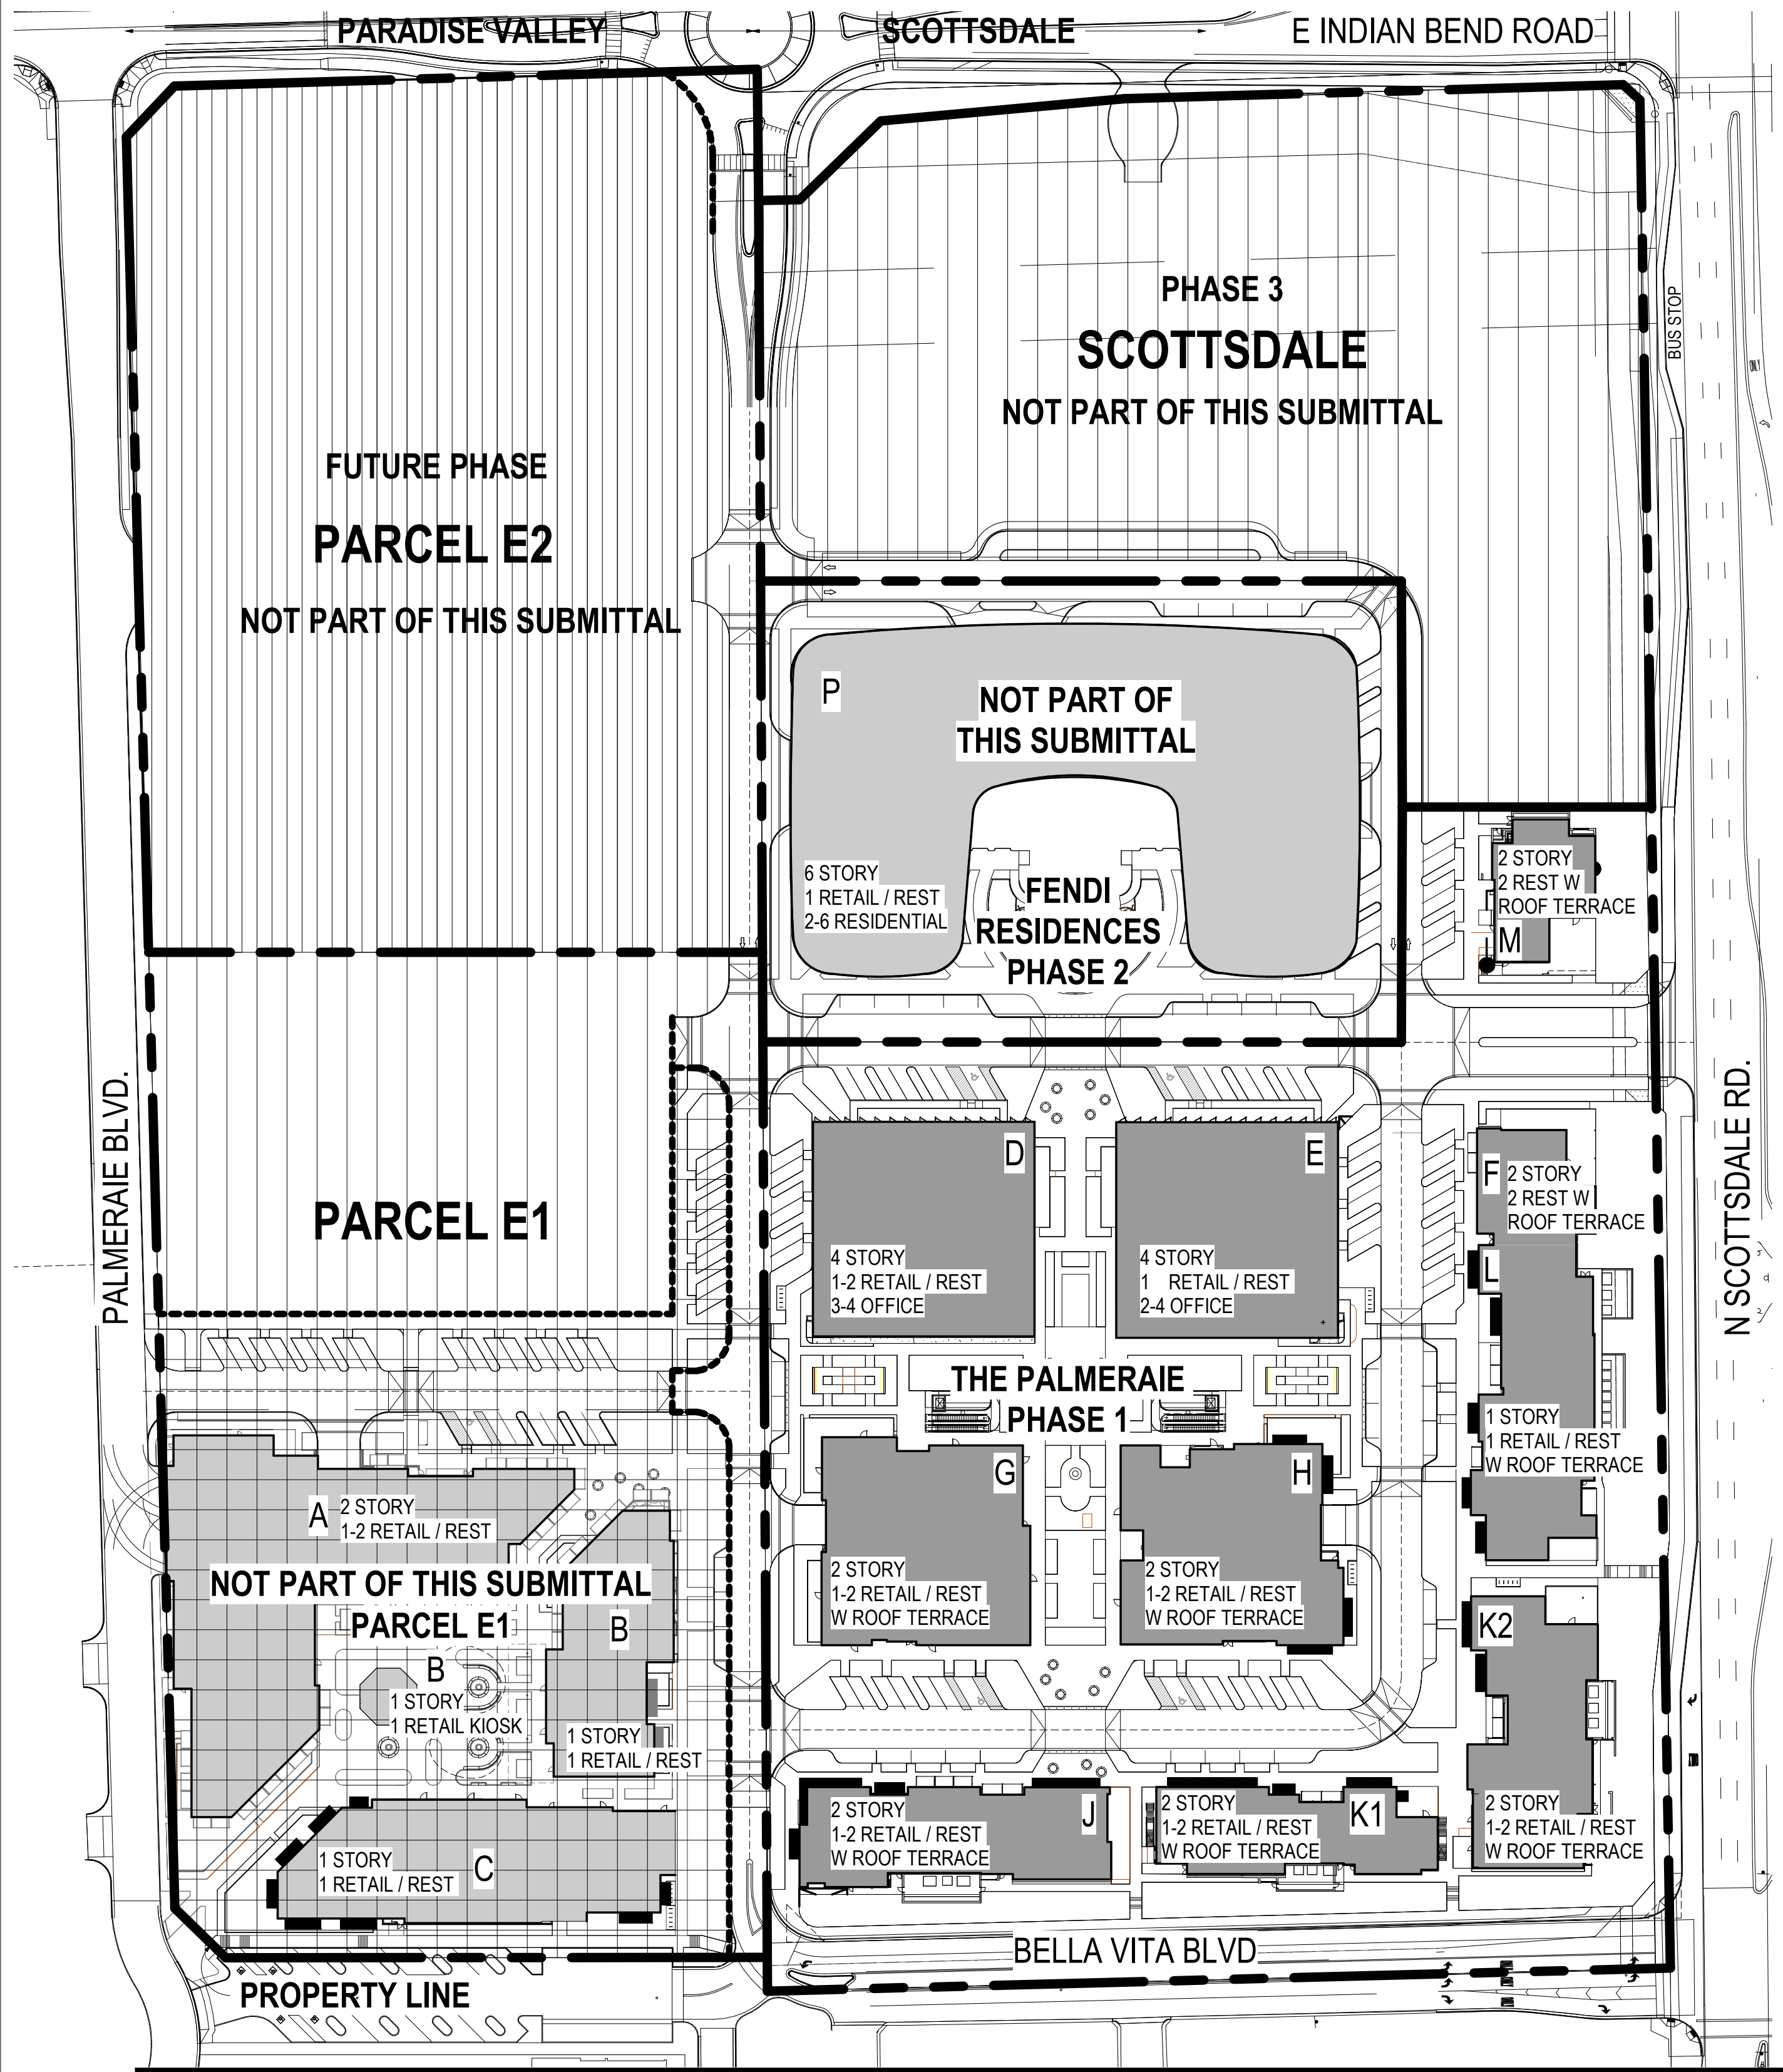 PARADISE VALLEY
SCOTTSDALE
E INDIAN BEND ROAD
PHASE 3
SCOTTSDALE
NOT PART OF THIS SUBMITTAL
BUS STOP
FUTURE PHASE
PARCEL E2
NOT PART OF THIS SUBMITTAL
P
NOT PART OF
THIS SUBMITTAL
6 STORY
1 RETAIL / REST
2-6 RESIDENTIAL
FENDI
RESIDENCES
PHASE 2
2 STORY
2 REST W
ROOF TERRACE
M
PALMERAIE BLVD.
N SCOTTSDALE RD.
PARCEL E1
D
4 STORY
1-2 RETAIL / REST
3-4 OFFICE
E
4 STORY
1 RETAIL / REST
2-4 OFFICE
F
2 STORY
2 REST W
ROOF TERRACE
L
1 STORY
1 RETAIL / REST
W ROOF TERRACE
THE PALMERAIE
PHASE 1
G
2 STORY
1-2 RETAIL / REST
W ROOF TERRACE
H
2 STORY
1-2 RETAIL / REST
W ROOF TERRACE
A
2 STORY
1-2 RETAIL / REST
NOT PART OF THIS SUBMITTAL
PARCEL E1
B
B
1 STORY
1 RETAIL KIOSK
1 STORY
1 RETAIL / REST
K2
2 STORY
1-2 RETAIL / REST
W ROOF TERRACE
J
2 STORY
1-2 RETAIL / REST
W ROOF TERRACE
K1
2 STORY
1-2 RETAIL / REST
W ROOF TERRACE
C
1 STORY
1 RETAIL / REST
BELLA VITA BLVD
PROPERTY LINE